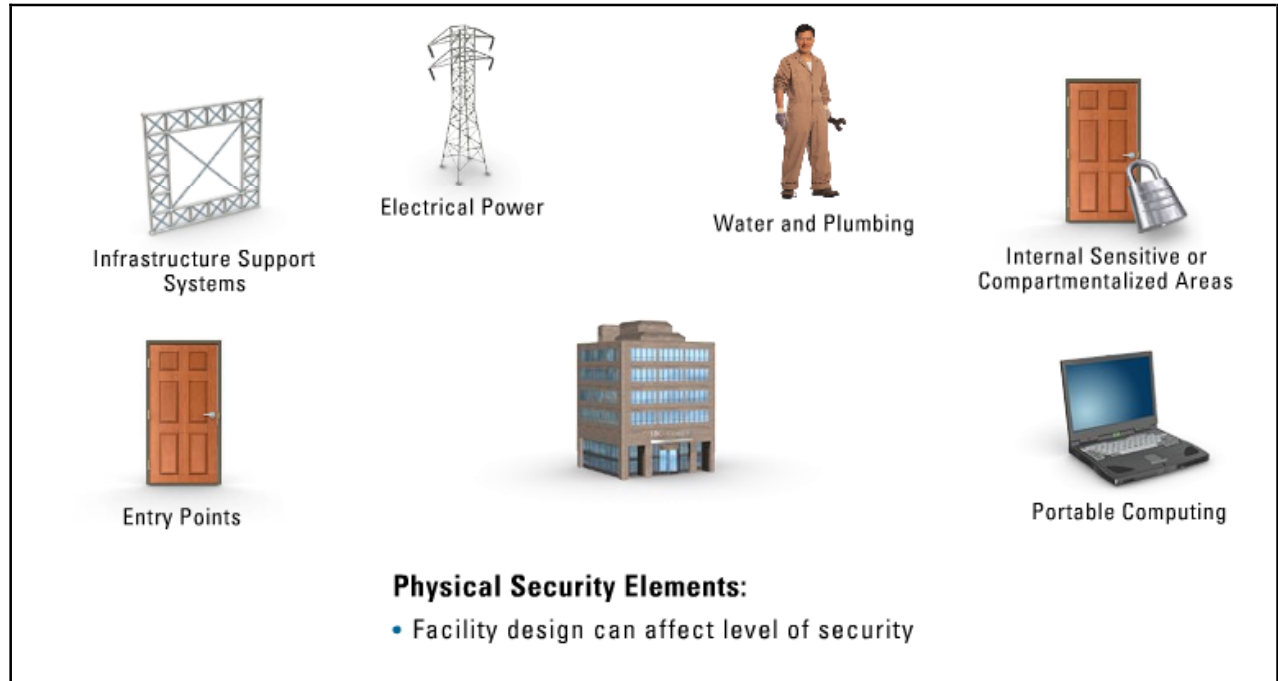 Electrical Power
Water and Plumbing
Infrastructure Support
Systems
Internal Sensitive or
Compartmentalized Areas
Entry Points
Portable Computing
Physical Security Elements:
• Facility design can affect level of security